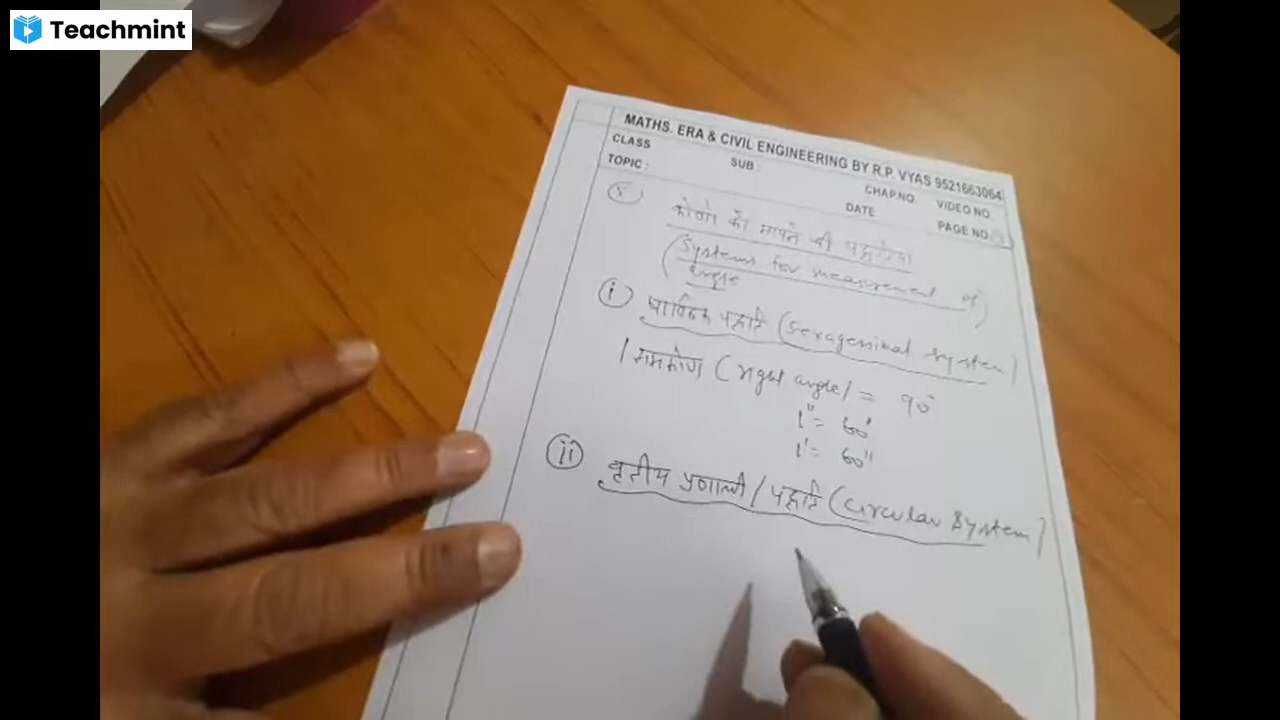 Teachmint
MATHS. ERA & CIVIL ENGINEERING BY R.P. VYAS 9521663064
CLASS SUB : CHAP.NO. VIDEO NO.
TOPIC : DATE PAGE NO.
कोणो को मापने की
(Systems for measurement of
angle)
(i) पद्धति (Sexagesimal System)
1 समकोण (right angle) = 90°
1° = 60'
1' = 60"
(ii) वृतीय प्रणाली / पद्धति (Circular System)